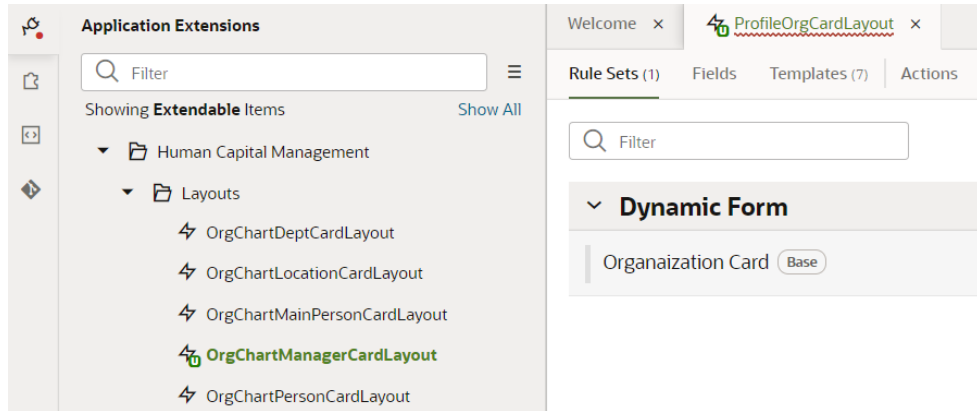 Application Extensions
Filter
Showing Extendable Items Show All
Human Capital Management
Layouts
OrgChartDeptCardLayout
OrgChartLocationCardLayout
OrgChartMainPersonCardLayout
U OrgChartManagerCardLayout
OrgChartPersonCardLayout
Welcome × U ProfileOrgCardLayout ×
Rule Sets (1) Fields Templates (7) Actions
Filter
Dynamic Form
Organaization Card Base